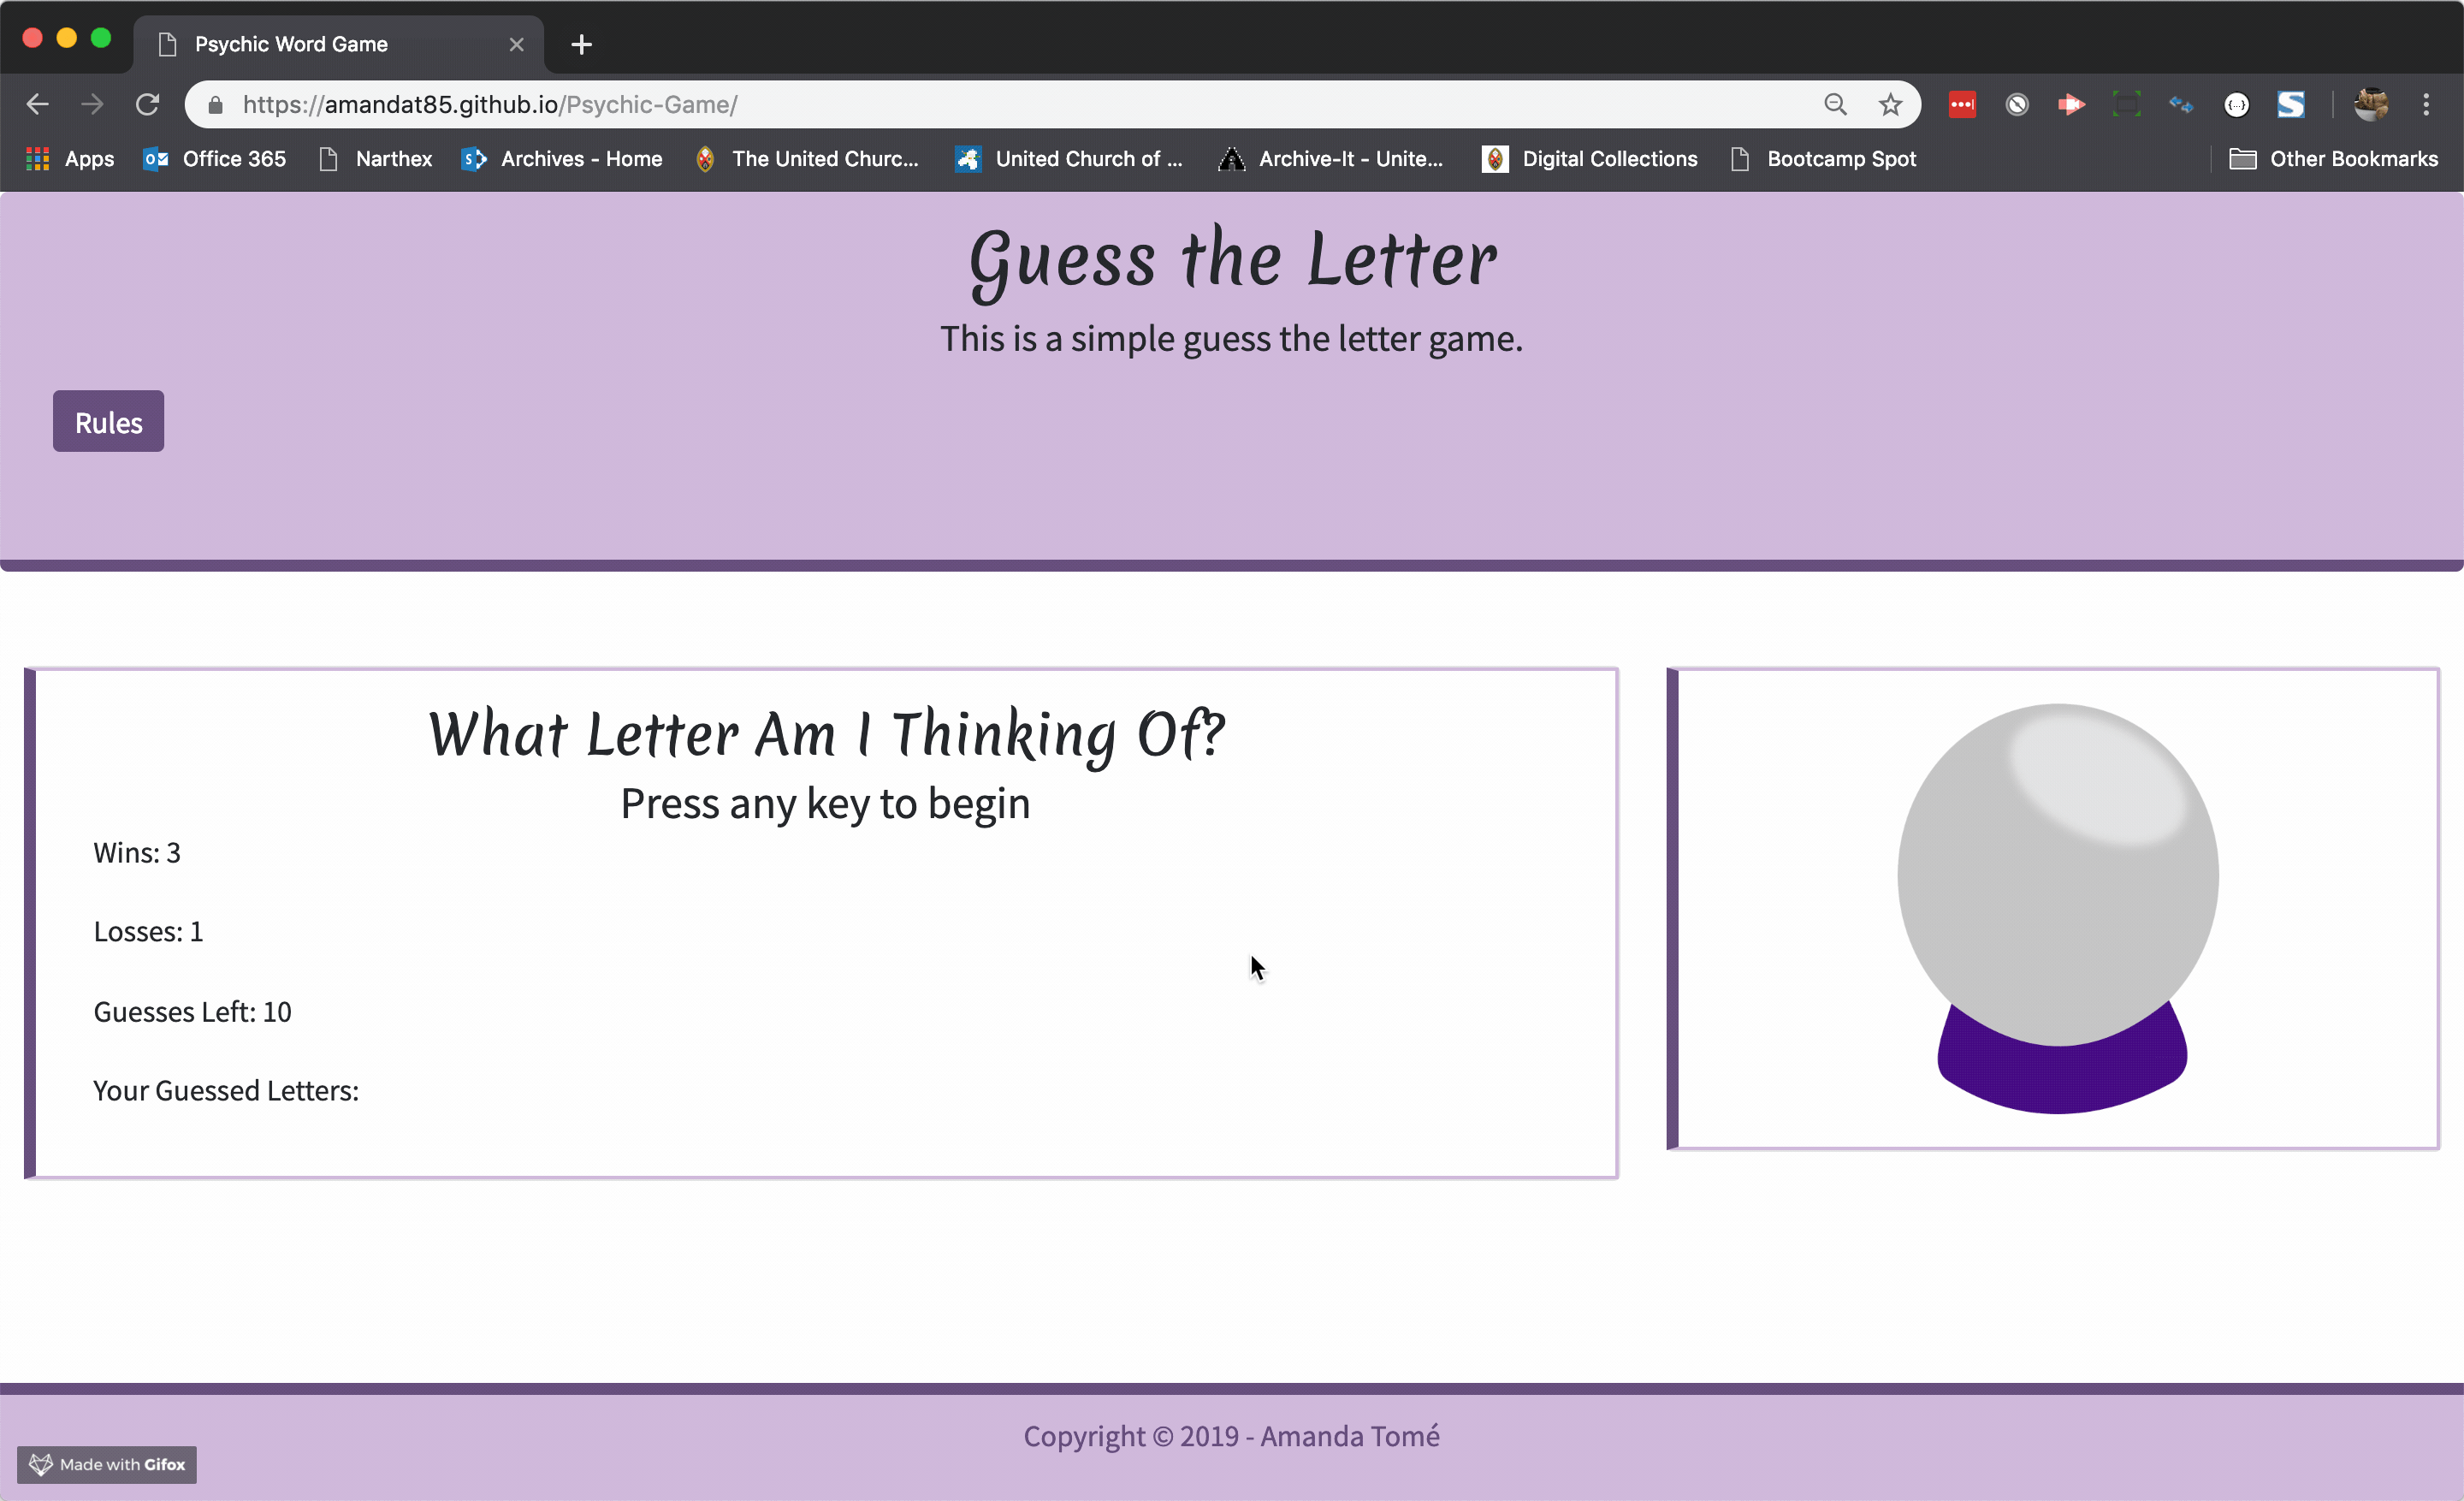 Psychic Word Game
https://amandat85.github.io/Psychic-Game/
Apps Office 365 Narthex Archives - Home The United Churc... United Church of ... Archive-It - Unite... Digital Collections Bootcamp Spot Other Bookmarks
Guess the Letter
This is a simple guess the letter game.
Rules
What Letter Am I Thinking Of?
Press any key to begin
Wins: 3
Losses: 1
Guesses Left: 10
Your Guessed Letters:
Copyright © 2019 - Amanda Tomé
Made with Gifox